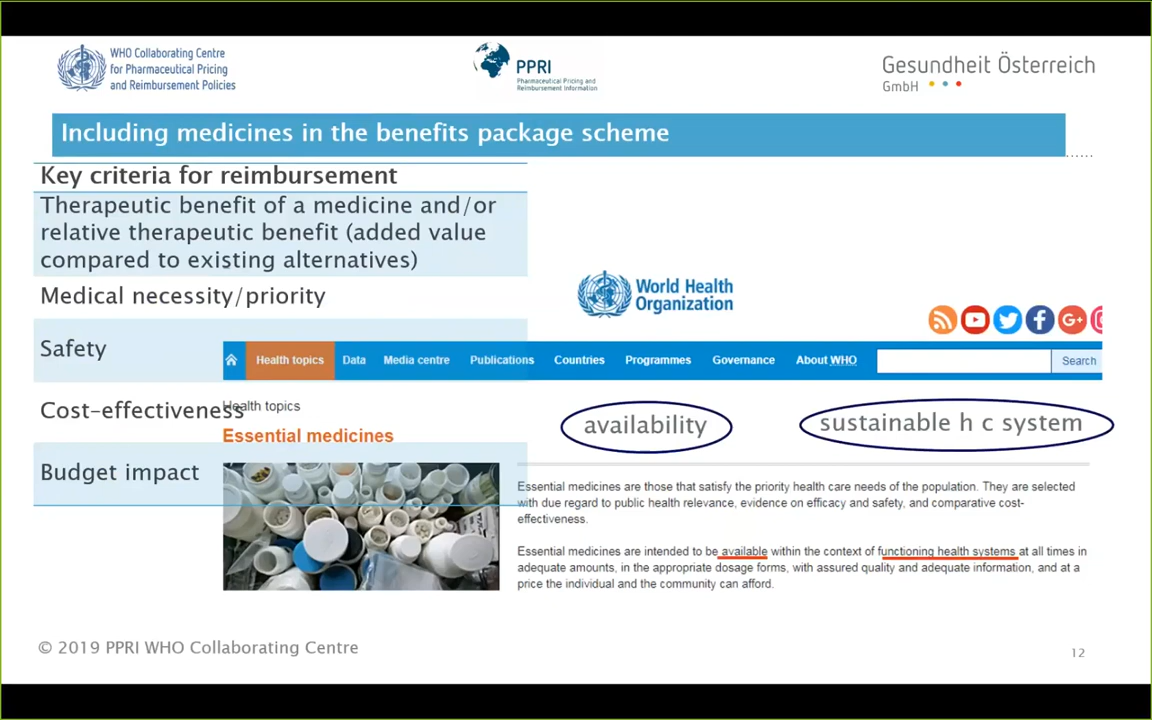 WHO Collaborating Centre
for Pharmaceutical Pricing
and Reimbursement Policies
PPRI
Pharmaceutical Pricing and
Reimbursement Information
Gesundheit Österreich
GmbH
Including medicines in the benefits package scheme
Key criteria for reimbursement
Therapeutic benefit of a medicine and/or
relative therapeutic benefit (added value
compared to existing alternatives)
Medical necessity/priority
Safety
Cost-effectiveness
Budget impact
World Health
Organization
Health topics Data Media centre Publications Countries Programmes Governance About WHO Search
Health topics
Essential medicines
availability
sustainable h c system
Essential medicines are those that satisfy the priority health care needs of the population. They are selected
with due regard to public health relevance, evidence on efficacy and safety, and comparative cost-
effectiveness.
Essential medicines are intended to be available within the context of functioning health systems at all times in
adequate amounts, in the appropriate dosage forms, with assured quality and adequate information, and at a
price the individual and the community can afford.
© 2019 PPRI WHO Collaborating Centre
12